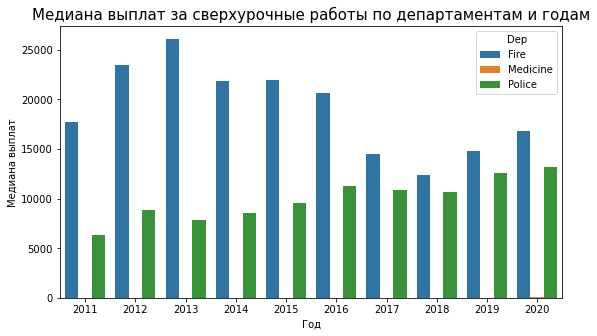 Медиана выплат за сверхурочные работы по департаментам и годам
Dep
Fire
Medicine
Police
25000
20000
15000
10000
5000
0
Медиана выплат
2011 2012 2013 2014 2015 2016 2017 2018 2019 2020
Год